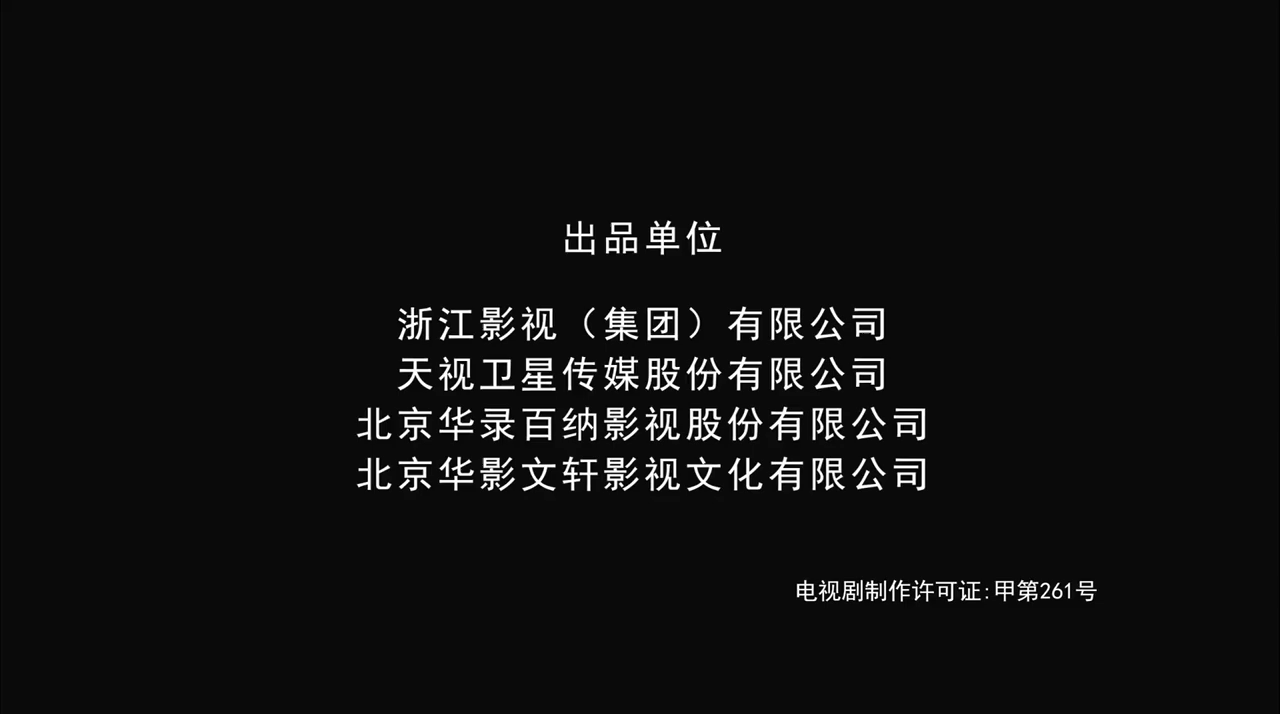 出品单位
浙江影视（集团）有限公司
天视卫星传媒股份有限公司
北京华录百纳影视股份有限公司
北京华影文轩影视文化有限公司
电视剧制作许可证:甲第261号